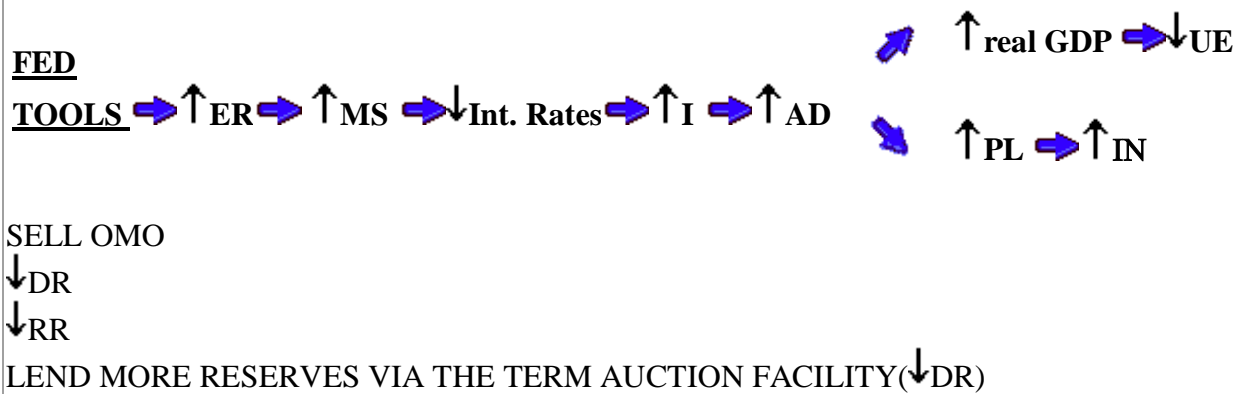 ↑real GDP ➡ ↓UE
FED
TOOLS ➡ ↑ER ➡ ↑MS ➡ ↓Int. Rates ➡ ↑I ➡ ↑AD
↑PL ➡ ↑IN
SELL OMO
↓DR
↓RR
LEND MORE RESERVES VIA THE TERM AUCTION FACILITY(↓DR)